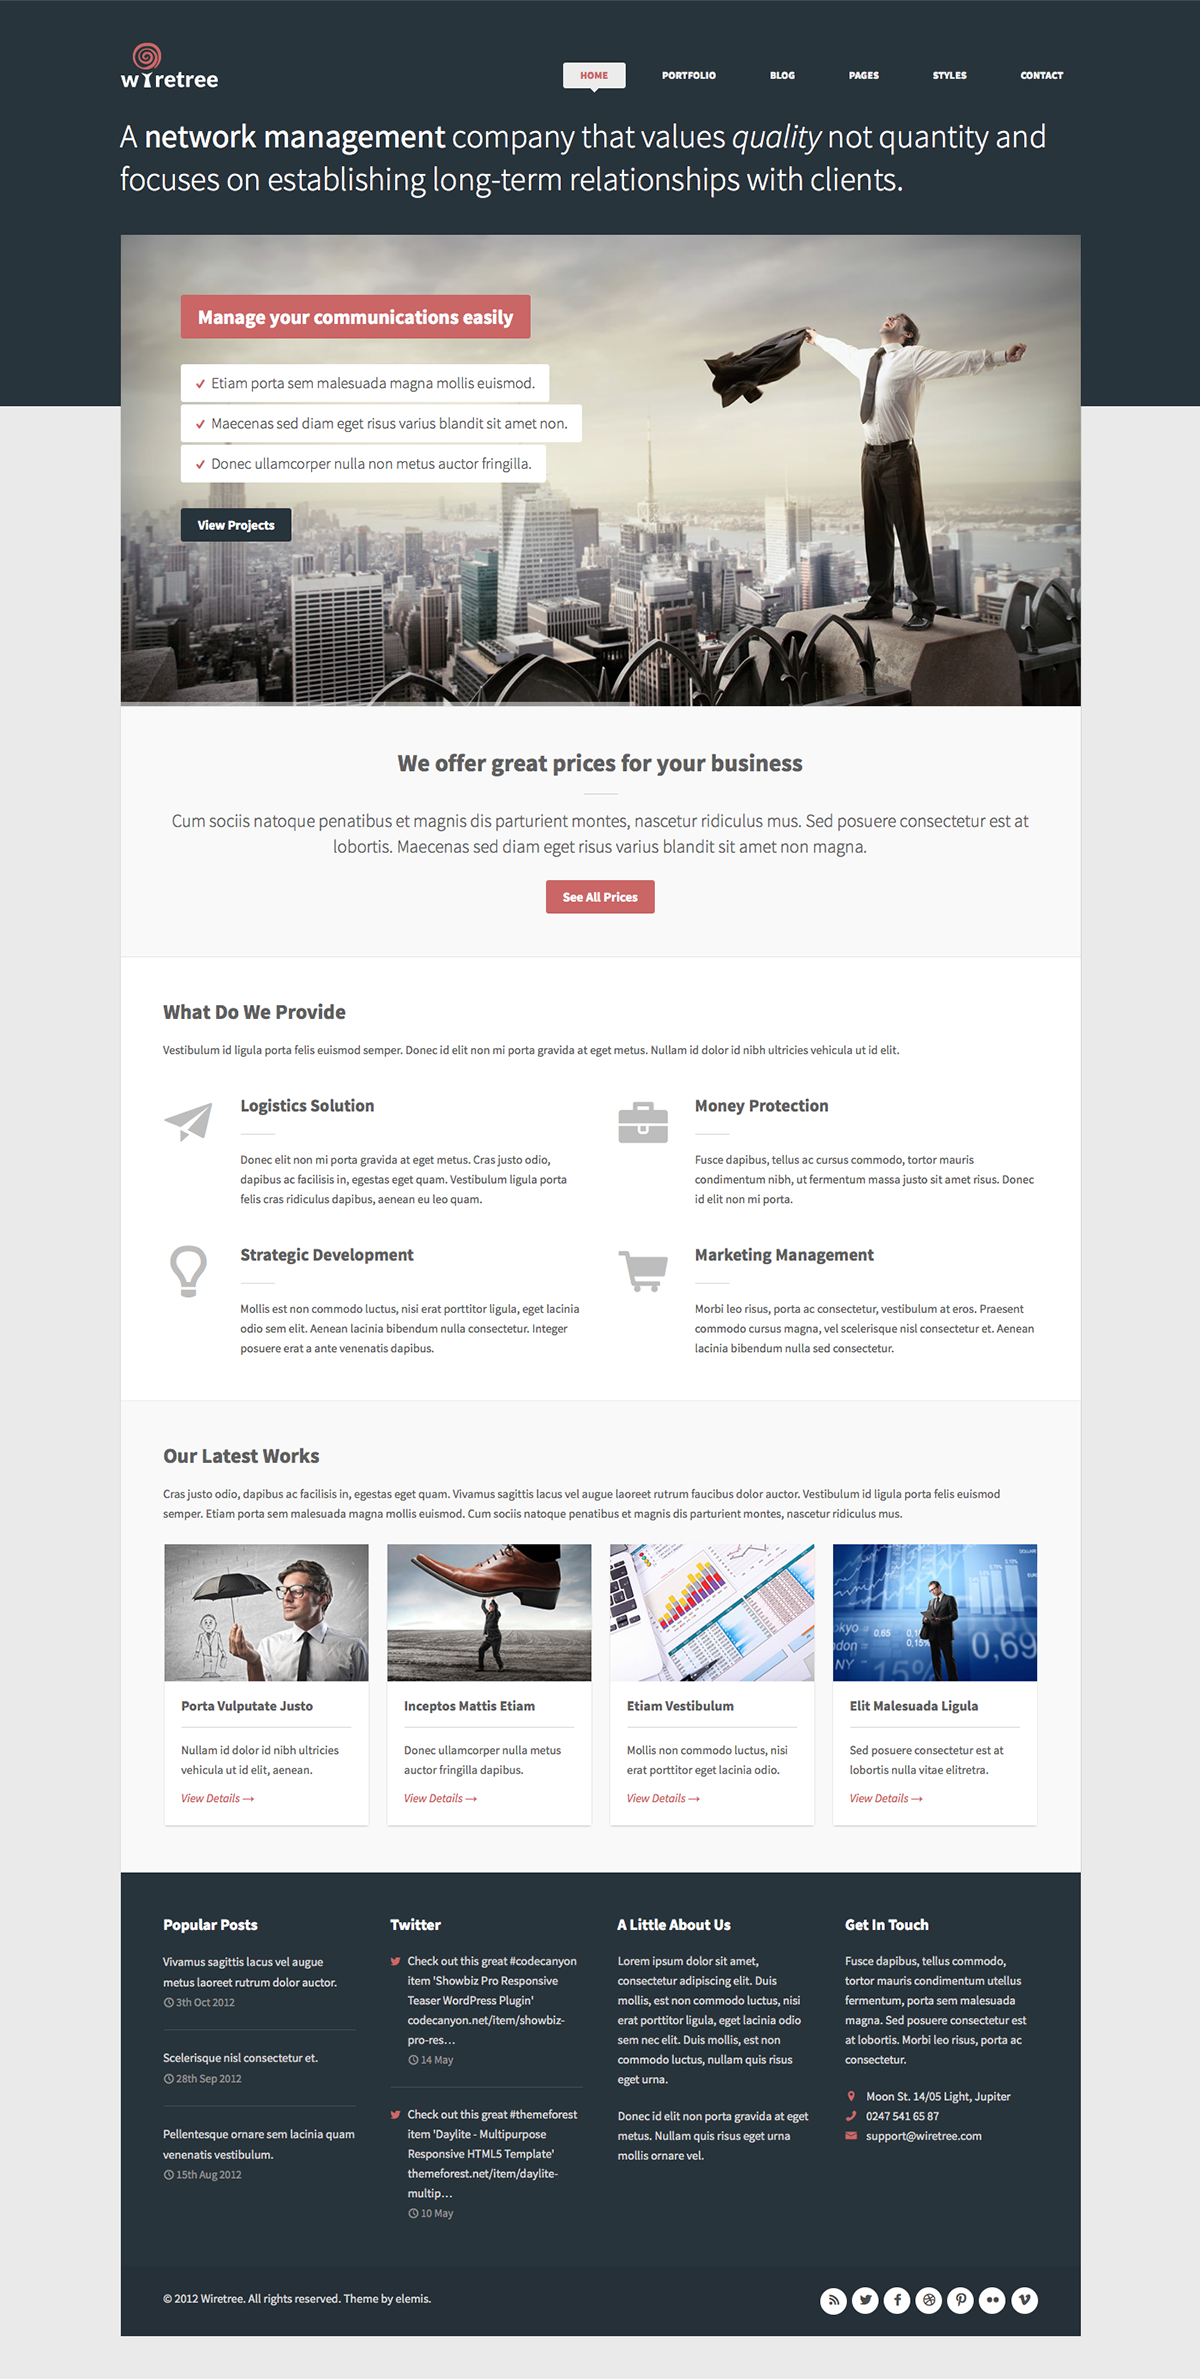 wiretree
HOME PORTFOLIO BLOG PAGES STYLES CONTACT
A network management company that values quality not quantity and
focuses on establishing long-term relationships with clients.
Manage your communications easily
Etiam porta sem malesuada magna mollis euismod.
Maecenas sed diam eget risus varius blandit sit amet non.
Donec ullamcorper nulla non metus auctor fringilla.
View Projects
We offer great prices for your business
Cum sociis natoque penatibus et magnis dis parturient montes, nascetur ridiculus mus. Sed posuere consectetur est at
lobortis. Maecenas sed diam eget risus varius blandit sit amet non magna.
See All Prices
What Do We Provide
Vestibulum id ligula porta felis euismod semper. Donec id elit non mi porta gravida at eget metus. Nullam id dolor id nibh ultricies vehicula ut id elit.
Logistics Solution
Donec elit non mi porta gravida at eget metus. Cras justo odio,
dapibus ac facilisis in, egestas eget quam. Vestibulum ligula porta
felis cras ridiculus dapibus, aenean eu leo quam.
Money Protection
Fusce dapibus, tellus ac cursus commodo, tortor mauris
condimentum nibh, ut fermentum massa justo sit amet risus. Donec
id elit non mi porta.
Strategic Development
Mollis est non commodo luctus, nisi erat porttitor ligula, eget lacinia
odio sem elit. Aenean lacinia bibendum nulla consectetur. Integer
posuere erat a ante venenatis dapibus.
Marketing Management
Morbi leo risus, porta ac consectetur, vestibulum at eros. Praesent
commodo cursus magna, vel scelerisque nisl consectetur et. Aenean
lacinia bibendum nulla sed consectetur.
Our Latest Works
Cras justo odio, dapibus ac facilisis in, egestas eget quam. Vivamus sagittis lacus vel augue laoreet rutrum faucibus dolor auctor. Vestibulum id ligula porta felis euismod
semper. Etiam porta sem malesuada magna mollis euismod. Cum sociis natoque penatibus et magnis dis parturient montes, nascetur ridiculus mus.
Porta Vulputate Justo
Nullam id dolor id nibh ultricies
vehicula ut id elit, aenean.
View Details →
Inceptos Mattis Etiam
Donec ullamcorper nulla metus
auctor fringilla dapibus.
View Details →
Etiam Vestibulum
Mollis non commodo luctus, nisi
erat porttitor eget lacinia odio.
View Details →
0,65
0,15%
0,69
NY
15%
Elit Malesuada Ligula
Sed posuere consectetur est at
lobortis nulla vitae elitretra.
View Details →
Popular Posts
Vivamus sagittis lacus vel augue
metus laoreet rutrum dolor auctor.
3th Oct 2012
Scelerisque nisl consectetur et.
28th Sep 2012
Pellentesque ornare sem lacinia quam
venenatis vestibulum.
15th Aug 2012
Twitter
Check out this great #codecanyon
item 'Showbiz Pro Responsive
Teaser WordPress Plugin'
codecanyon.net/item/showbiz-
pro-res…
14 May
Check out this great #themeforest
item 'Daylite - Multipurpose
Responsive HTML5 Template'
themeforest.net/item/daylite-
multip…
10 May
A Little About Us
Lorem ipsum dolor sit amet,
consectetur adipiscing elit. Duis
mollis, est non commodo luctus, nisi
erat porttitor ligula, eget lacinia odio
sem nec elit. Duis mollis, est non
commodo luctus, nullam quis risus
eget urna.
Donec id elit non porta gravida at eget
metus. Nullam quis risus eget urna
mollis ornare vel.
Get In Touch
Fusce dapibus, tellus commodo,
tortor mauris condimentum utellus
fermentum, porta sem malesuada
magna. Sed posuere consectetur est
at lobortis. Morbi leo risus, porta ac
consectetur.
Moon St. 14/05 Light, Jupiter
0247 541 65 87
support@wiretree.com
© 2012 Wiretree. All rights reserved. Theme by elemis.